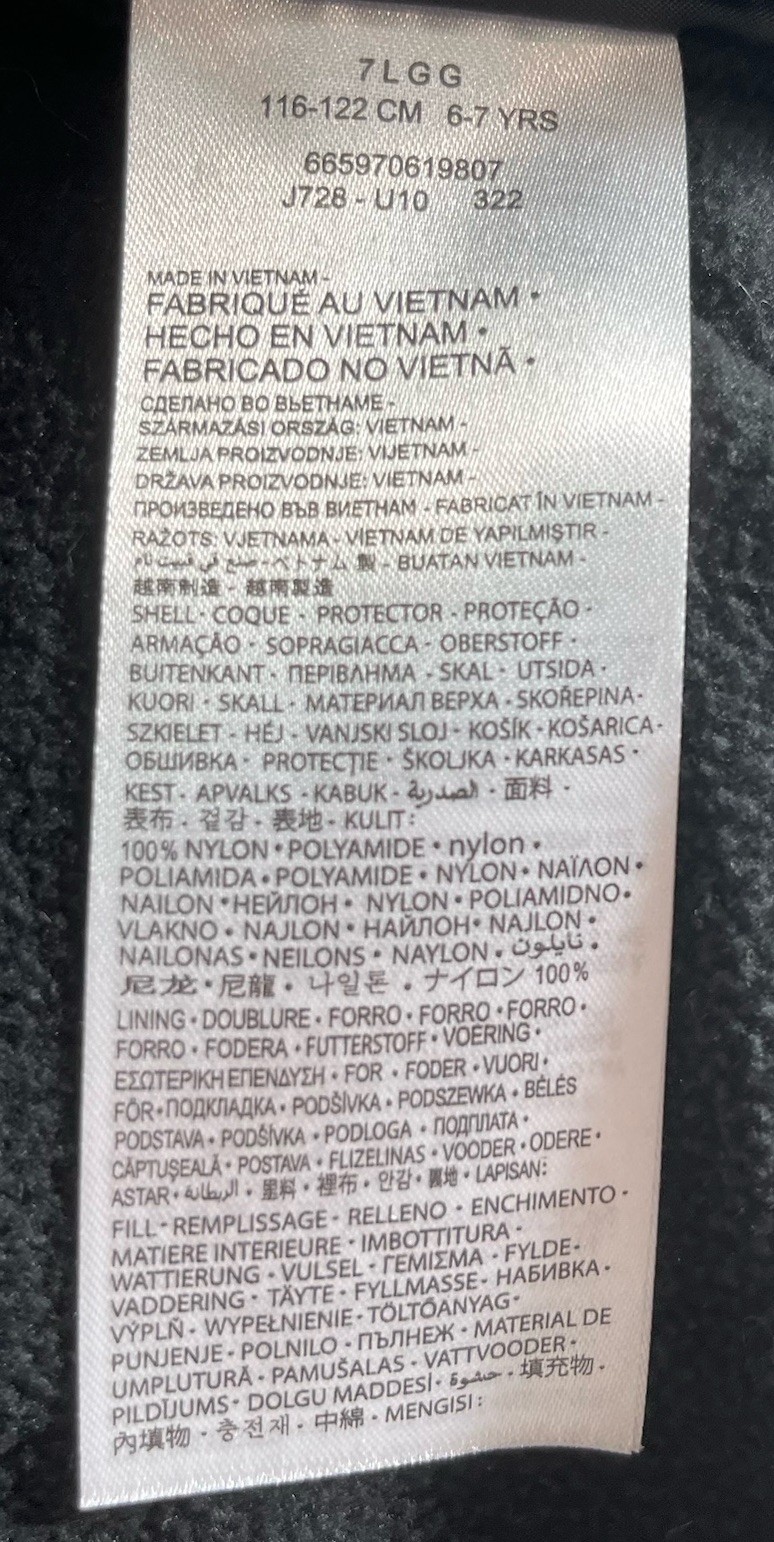 7LGG
116-122 CM 6-7 YRS
665970619807
J728 - U10 322
MADE IN VIETNAM -
FABRIQUÉ AU VIETNAM •
HECHO EN VIETNAM •
FABRICADO NO VIETNÃ •
СДЕЛАНО ВО ВЬЕТНАМЕ -
SZÁRMAZÁSI ORSZÁG: VIETNAM -
ZEMLJA PROIZVODNJE: VIJETNAM -
DRŽAVA PROIZVODNJE: VIETNAM -
ПРОИЗВЕДЕНО ВЪВ ВИЕТНАМ - FABRICAT ÎN VIETNAM -
RAŽOTS: VJETNAMA - VİETNAM DE YAPILMIŞTIR -
صنع في فييت نام - ベトナム 製 - BUATAN VIETNAM -
越南制造 - 越南製造
SHELL - COQUE - PROTECTOR - PROTEÇÃO -
ARMAÇÃO - SOPRAGIACCA - OBERSTOFF -
BUITENKANT - ΠΕΡΙΒΛΗΜΑ - SKAL - UTSIDA -
KUORI - SKALL - МАТЕРИАЛ ВЕРХА - SKOŘEPINA-
SZKIELET - HÉJ - VANJSKI SLOJ - KOŠÍK - KOŠARICA -
ОБШИВКА - PROTECȚIE - ŠKOLJKA - KARKASAS -
KEST - APVALKS - KABUK - الصدرية - 面料 -
表布 - 겉감 - 表地 - KULIT:
100% NYLON • POLYAMIDE • nylon •
POLIAMIDA • POLYAMIDE • NYLON • ΝΑΪΛΟΝ •
NAILON • НЕЙЛОН • NYLON • POLIAMIDNO •
VLAKNO • NAJLON • НАЙЛОН • NAJLON •
NAILONAS • NEILONS • NAYLON • نايلون •
尼龙 • 尼龍 • 나일론 • ナイロン 100%
LINING • DOUBLURE • FORRO • FORRO • FORRO •
FORRO • FODERA • FUTTERSTOFF • VOERING •
ΕΣΩΤΕΡΙΚΗ ΕΠΕΝΔΥΣΗ • FOR • FODER • VUORI •
FÔR • ПОДКЛАДКА • PODŠÍVKA • PODSZEWKA • BÉLÉS
PODSTAVA • PODŠÍVKA • PODLOGA • ПОДПЛАТА •
CĂPTUȘEALĂ • POSTAVA • FLIZELINAS • VOODER • ODERE •
ASTAR • الربطانة • 里料 • 裡布 • 안감 • 裏地 • LAPISAN:
FILL - REMPLISSAGE - RELLENO - ENCHIMENTO -
MATIERE INTERIEURE - IMBOTTITURA -
WATTIERUNG - VULSEL - ΓΕΜΙΣΜΑ - FYLDE-
VADDERING - TÄYTE - FYLLMASSE - НАБИВКА -
VÝPLŇ - WYPEŁNIENIE - TÖLTŐANYAG-
PUNJENJE - POLNILO - ПЪЛНЕЖ - MATERIAL DE
UMPLUTURĂ - PAMUŠALAS - VATTVOODER -
PILDĪJUMS - DOLGU MADDESİ - حشوة - 填充物 -
內填物 - 충전재 - 中綿 - MENGISI :